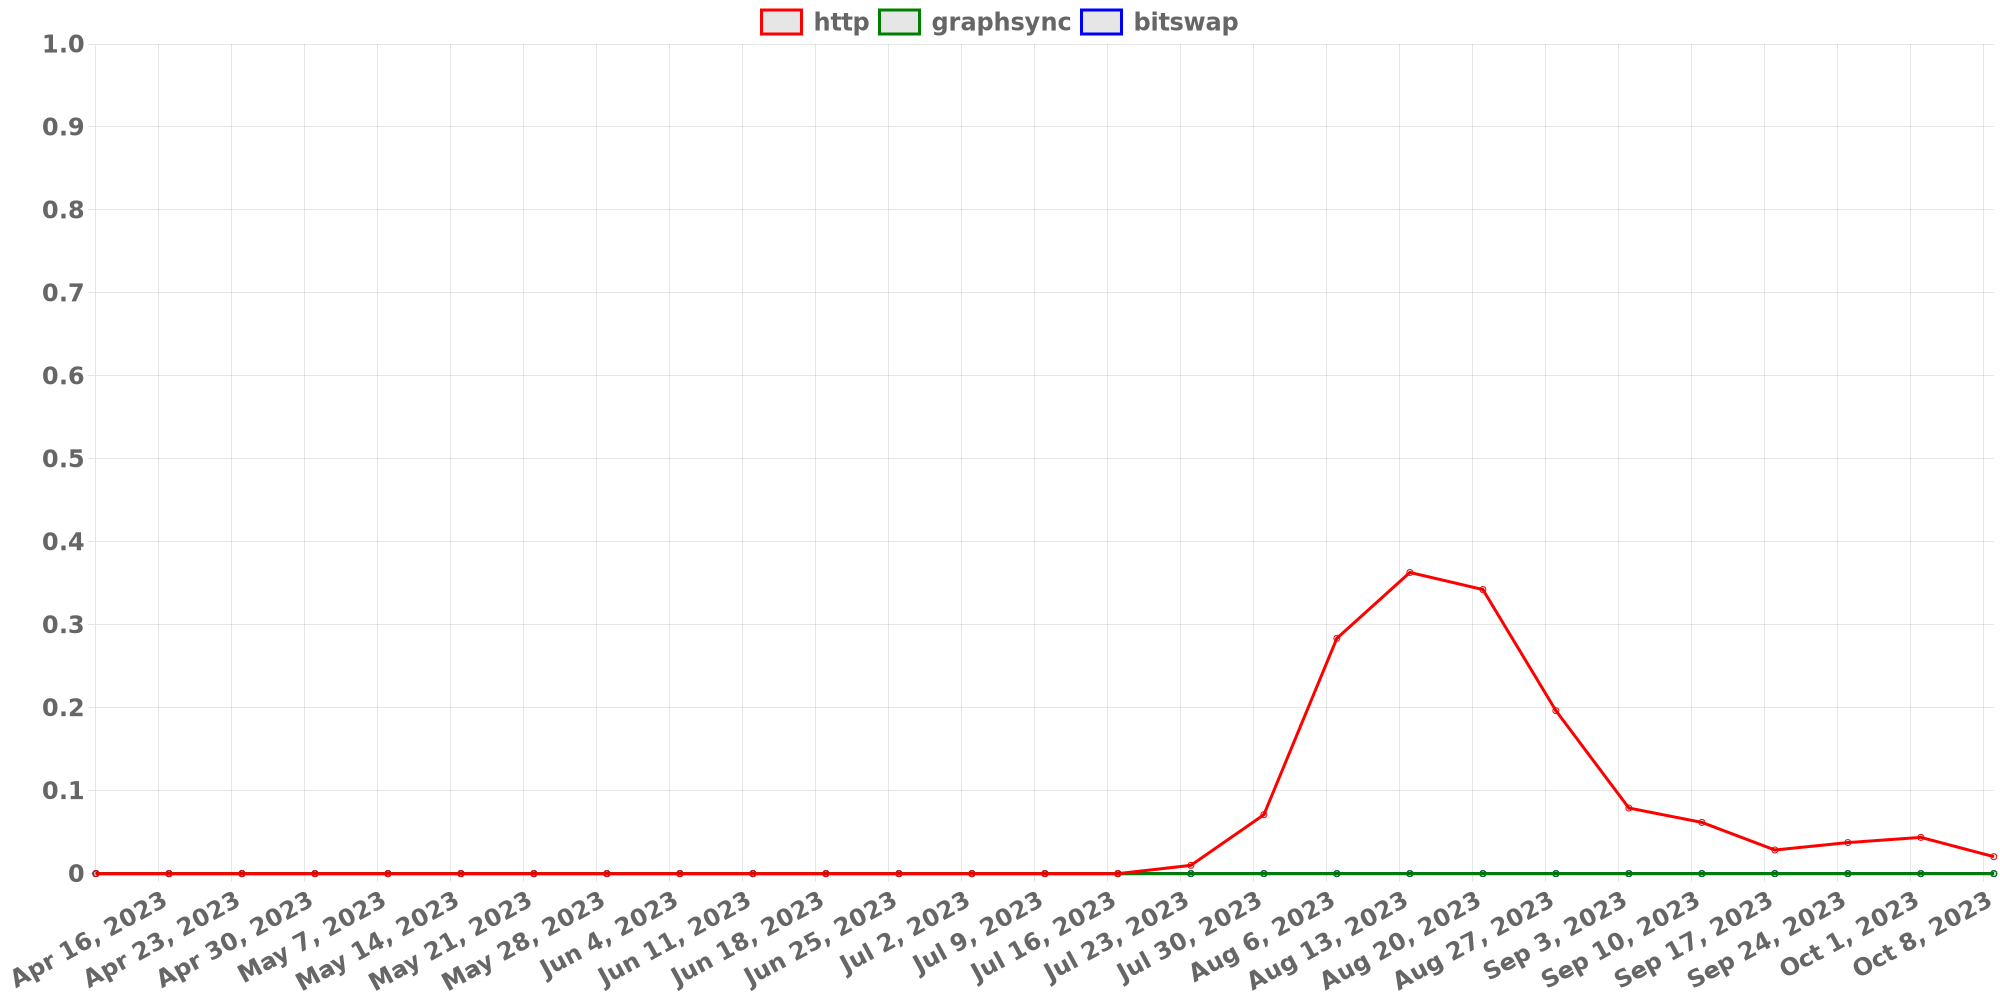 http graphsync bitswap
1.0
0.9
0.8
0.7
0.6
0.5
0.4
0.3
0.2
0.1
0
Apr 16, 2023
Apr 23, 2023
Apr 30, 2023
May 7, 2023
May 14, 2023
May 21, 2023
May 28, 2023
Jun 4, 2023
Jun 11, 2023
Jun 18, 2023
Jun 25, 2023
Jul 2, 2023
Jul 9, 2023
Jul 16, 2023
Jul 23, 2023
Jul 30, 2023
Aug 6, 2023
Aug 13, 2023
Aug 20, 2023
Aug 27, 2023
Sep 3, 2023
Sep 10, 2023
Sep 17, 2023
Sep 24, 2023
Oct 1, 2023
Oct 8, 2023